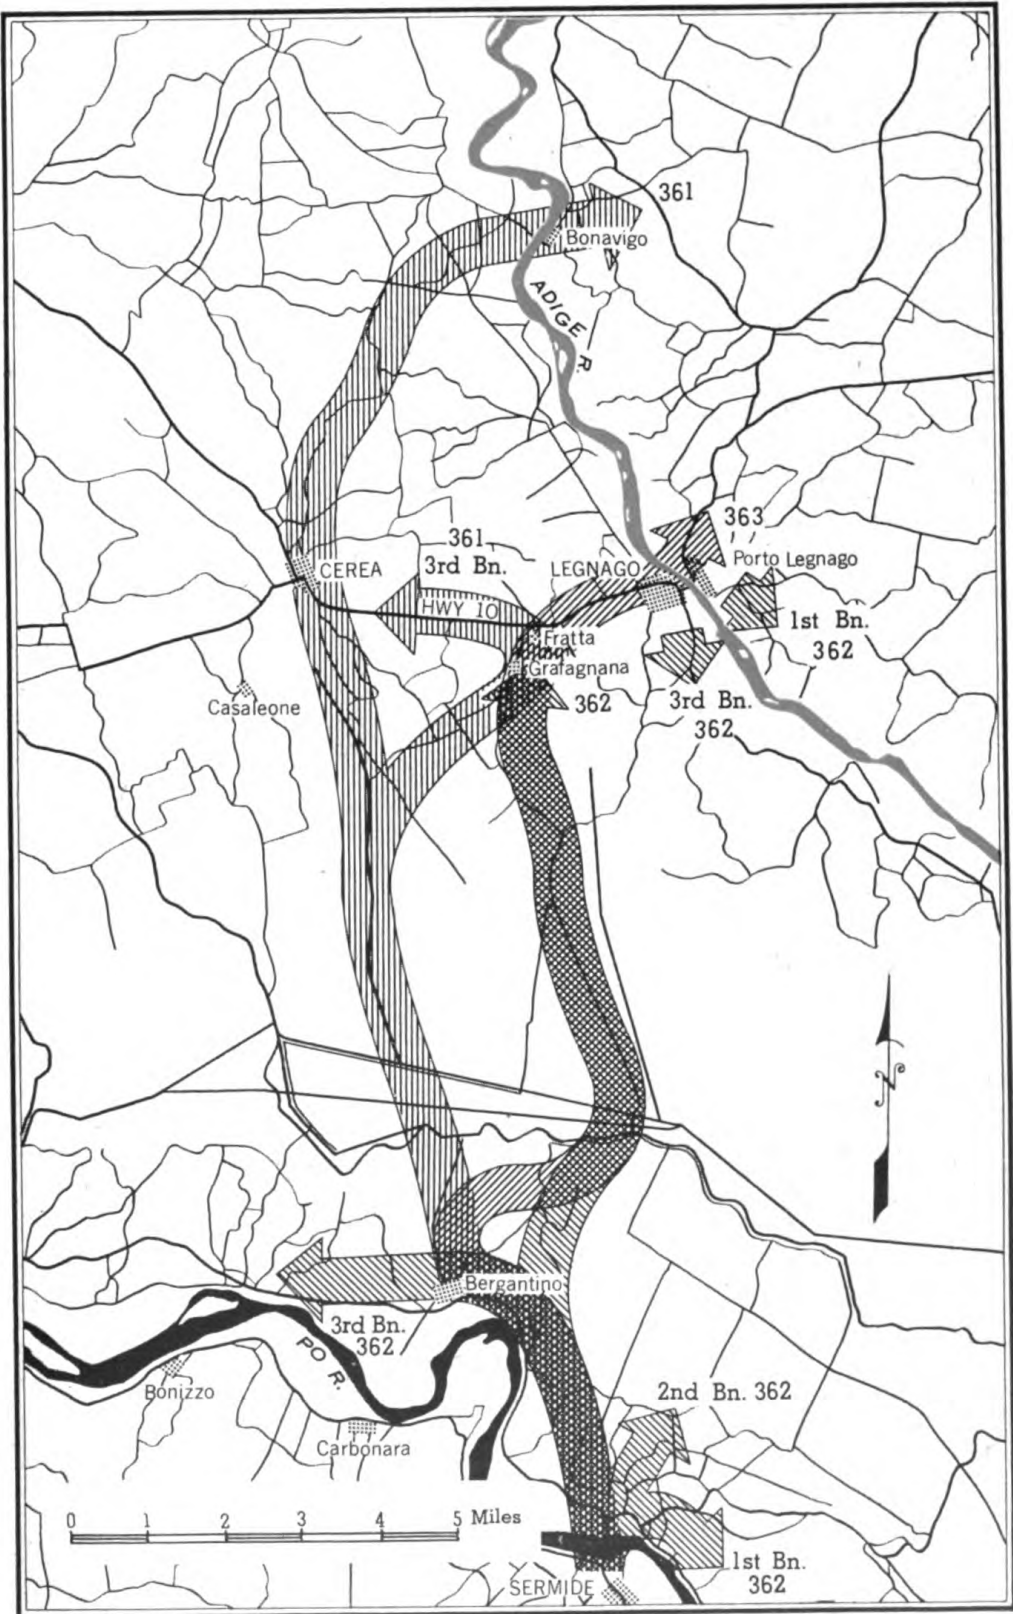 361
Bonavigo
ADIGE R.
361
3rd Bn.
363
Porto Legnago
CEREA
LEGNAGO
HWY 10
1st Bn.
362
Fratta
Grafagnana
3rd Bn.
362
362
Casaleone
Bergantino
3rd Bn.
362
PO R.
Bonizzo
2nd Bn. 362
Carbonara
0 1 2 3 4 5 Miles
1st Bn.
362
SERMIDE
N